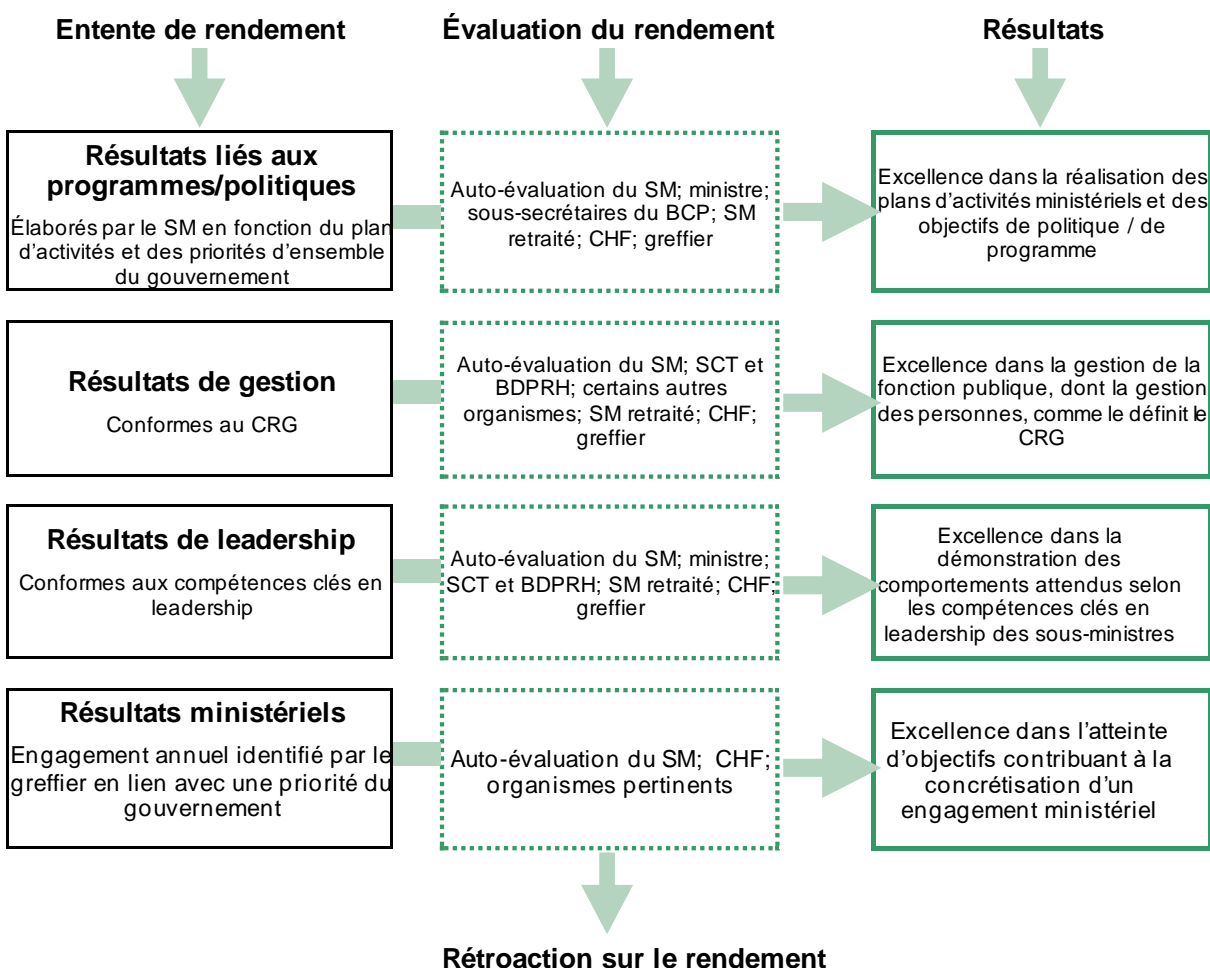 Entente de rendement
Évaluation du rendement
Résultats
Résultats liés aux
programmes/politiques
Élaborés par le SM en fonction du plan
d'activités et des priorités d'ensemble
du gouvernement
Auto-évaluation du SM; ministre;
sous-secrétaires du BCP; SM
retraité; CHF; greffier
Excellence dans la réalisation des
plans d'activités ministériels et des
objectifs de politique / de
programme
Résultats de gestion
Conformes au CRG
Auto-évaluation du SM; SCT et
BDPRH; certains autres
organismes; SM retraité; CHF;
greffier
Excellence dans la gestion de la
fonction publique, dont la gestion
des personnes, comme le définit le
CRG
Résultats de leadership
Conformes aux compétences clés en
leadership
Auto-évaluation du SM; ministre;
SCT et BDPRH; SM retraité; CHF;
greffier
Excellence dans la
démonstration des
comportements attendus selon
les compétences clés en
leadership des sous-ministres
Résultats ministériels
Engagement annuel identifié par le
greffier en lien avec une priorité du
gouvernement
Auto-évaluation du SM; CHF;
organismes pertinents
Excellence dans l'atteinte
d'objectifs contribuant à la
concrétisation d'un
engagement ministériel
Rétroaction sur le rendement